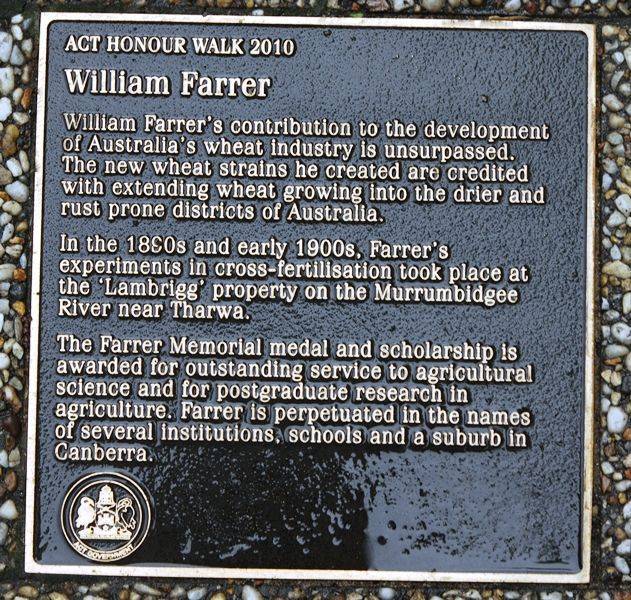 ACT HONOUR WALK 2010
William Farrer
William Farrer's contribution to the development
of Australia's wheat industry is unsurpassed.
The new wheat strains he created are credited
with extending wheat growing into the drier and
rust prone districts of Australia.
In the 1890s and early 1900s, Farrer's
experiments in cross-fertilisation took place at
the 'Lambrigg' property on the Murrumbidgee
River near Tharwa.
The Farrer Memorial medal and scholarship is
awarded for outstanding service to agricultural
science and for postgraduate research in
agriculture. Farrer is perpetuated in the names
of several institutions, schools and a suburb in
Canberra.
ACT GOVERNMENT